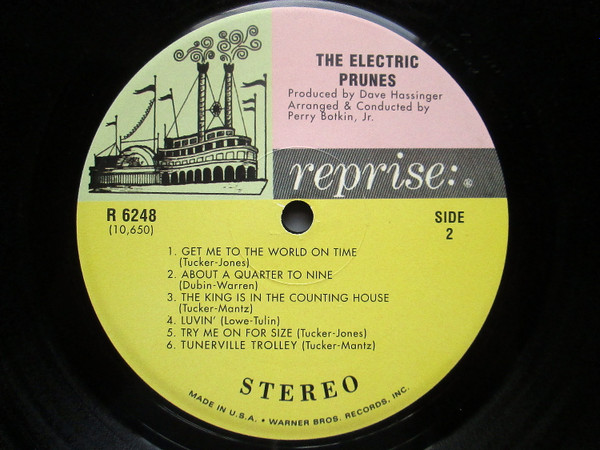 THE ELECTRIC
PRUNES
Produced by Dave Hassinger
Arranged & Conducted by
Perry Botkin, Jr.
reprise:®
R 6248
(10,650)
SIDE
2
1. GET ME TO THE WORLD ON TIME
(Tucker-Jones)
2. ABOUT A QUARTER TO NINE
(Dubin-Warren)
3. THE KING IS IN THE COUNTING HOUSE
(Tucker-Mantz)
4. LUVIN' (Lowe-Tulin)
5. TRY ME ON FOR SIZE (Tucker-Jones)
6. TUNERVILLE TROLLEY (Tucker-Mantz)
STEREO
MADE IN U.S.A. • WARNER BROS. RECORDS, INC.